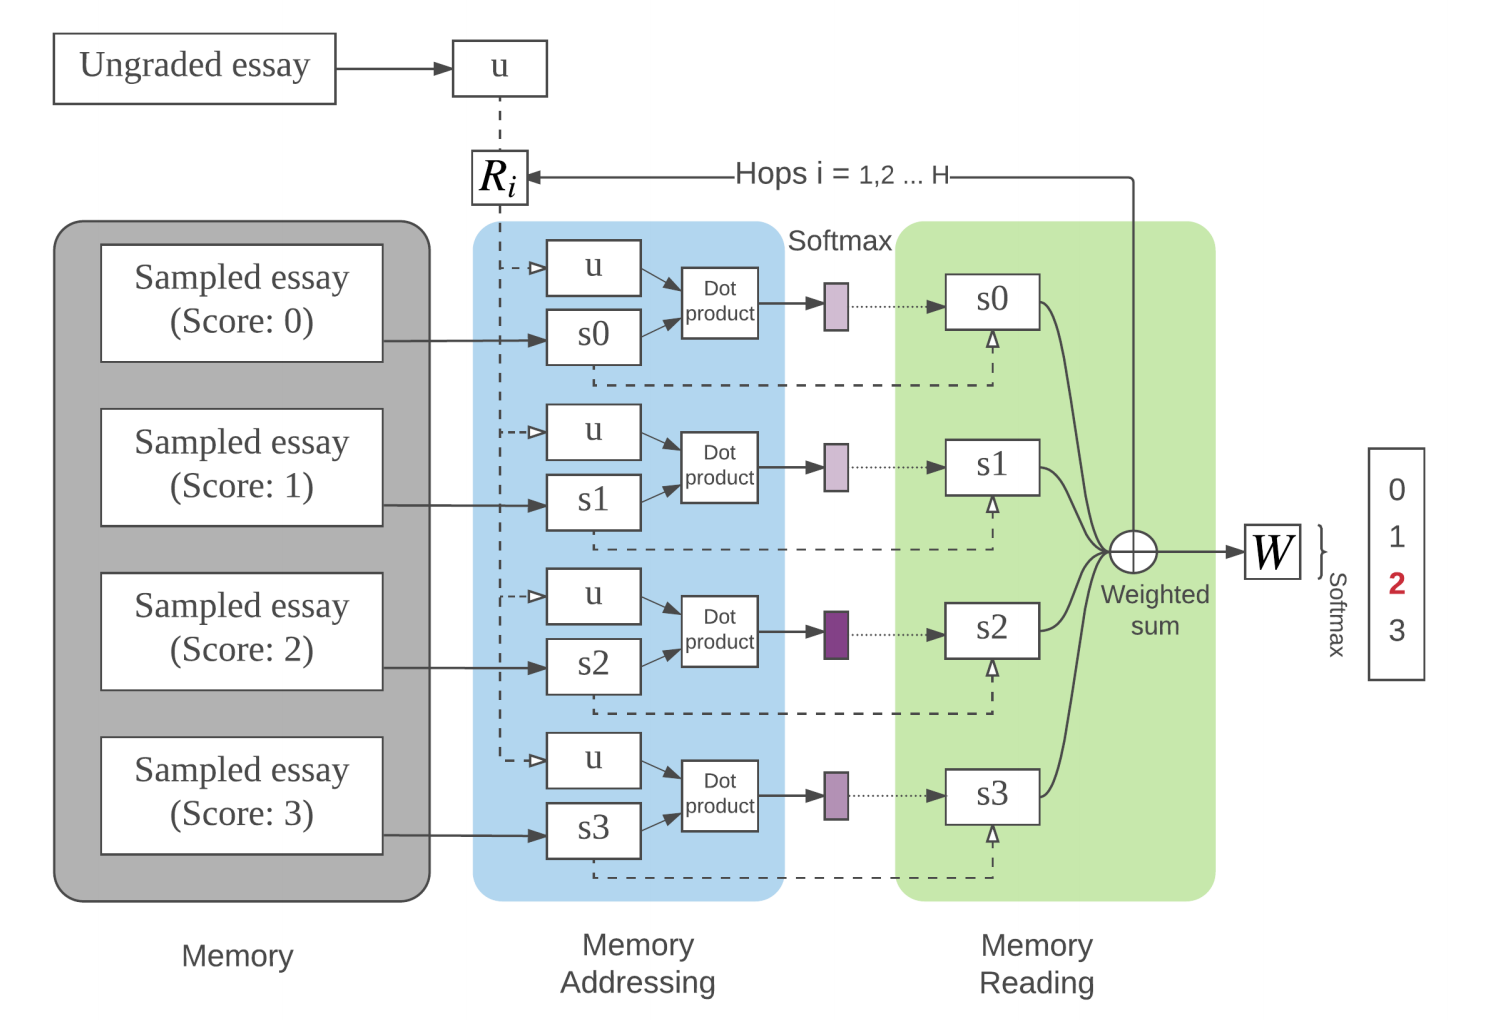 Ungraded essay
u
R i
Hops i = 1,2 ... H
Softmax
Sampled essay
(Score: 0)
u
s0
Dot
product
s0
Sampled essay
(Score: 1)
u
s1
Dot
product
s1
Sampled essay
(Score: 2)
u
s2
Dot
product
s2
Sampled essay
(Score: 3)
u
s3
Dot
product
s3
Weighted
sum
W
Softmax
0
1
2
3
Memory
Memory
Addressing
Memory
Reading